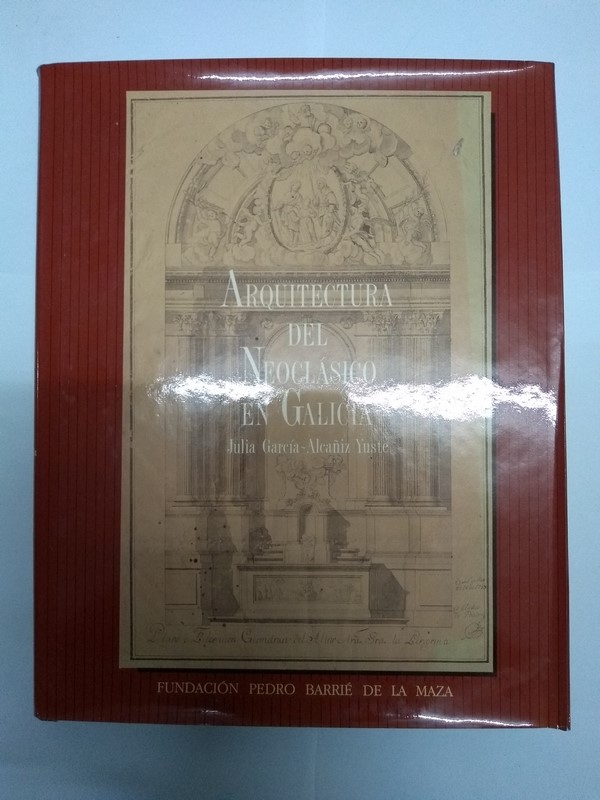 ARQUITECTURA
DEL
NEOCLÁSICO
EN GALICIA
Julia García-Alcañiz Yuste
FUNDACIÓN PEDRO BARRIÉ DE LA MAZA